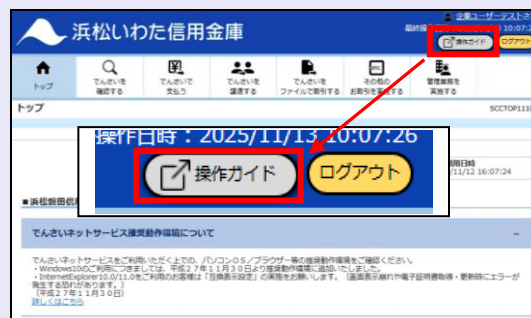 浜松いわた信用金庫
企業ユーザーテストさ
10:07:2
操作ガイド
ログアウト
トップ
でんさいを
確認する
でんさいで
支払う
でんさいを
譲渡する
でんさいを
ファイルで取引する
その他の
お取引を実施する
管理業務を
実施する
トップ
SCCTOP111
操作日時：2025/11/13 10:07:26
操作ガイド
ログアウト
用日時
/11/12 16:07:24
でんさいネットサービス推奨動作環境について
でんさいネットサービスをご利用いただく上での、パソコンＯＳ／ブラウザー等の推奨動作環境をご確認ください。
・Windows10のご利用につきましては、平成２７年１１月３０日より推奨動作環境に追加いたしました。
・InternetExplorer10.0/11.0をご利用のお客様は「互換表示設定」の実施をお願いします。（画面表示崩れや電子証明書取得・更新時にエラーが
発生する恐れがあります。）
（平成２７年１１月３０日）
詳しくはこちら